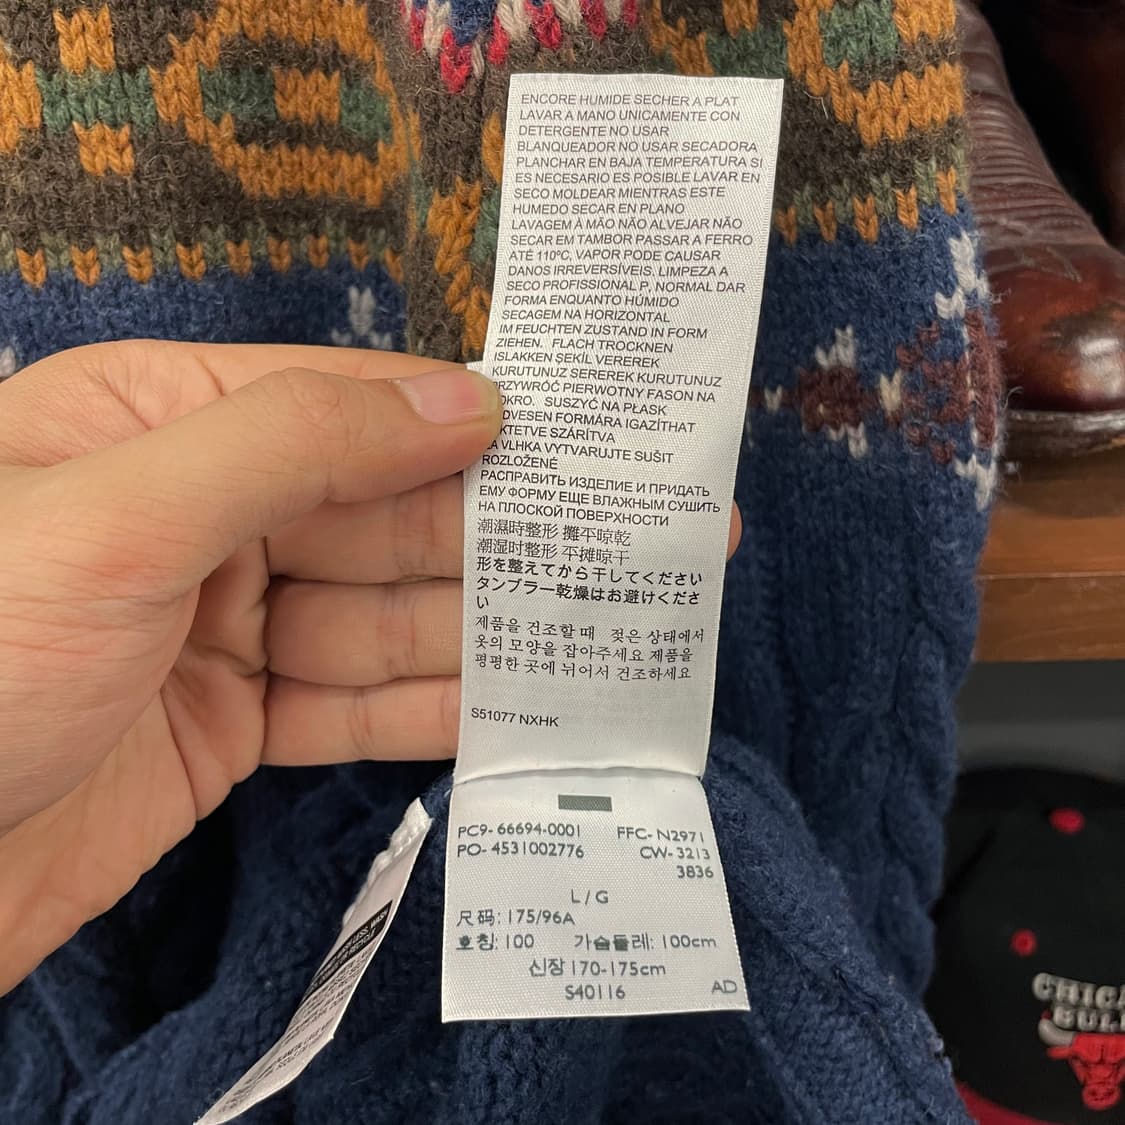 ENCORE HUMIDE SECHER A PLAT
LAVAR A MANO UNICAMENTE CON
DETERGENTE NO USAR
BLANQUEADOR NO USAR SECADORA
PLANCHAR EN BAJA TEMPERATURA SI
ES NECESARIO ES POSIBLE LAVAR EN
SECO MOLDEAR MIENTRAS ESTE
HUMEDO SECAR EN PLANO
LAVAGEM À MÃO NÃO ALVEJAR NÃO
SECAR EM TAMBOR PASSAR A FERRO
ATÉ 110ºC, VAPOR PODE CAUSAR
DANOS IRREVERSÍVEIS. LIMPEZA A
SECO PROFISSIONAL P, NORMAL DAR
FORMA ENQUANTO HÚMIDO
SECAGEM NA HORIZONTAL
IM FEUCHTEN ZUSTAND IN FORM
ZIEHEN. FLACH TROCKNEN
ISLAKKEN ŞEKİL VEREREK
KURUTUNUZ SEREREK KURUTUNUZ
PIERWOTNY FASON NA
SUSZYĆ NA PŁASK
FORMÁRA IGAZÍTHAT
SZÁRÍTVA
VLHKA VYTVARUJTE SUŠIT
ROZLOŽENÉ
РАСПРАВИТЬ ИЗДЕЛИЕ И ПРИДАТЬ
ЕМУ ФОРМУ ЕЩЕ ВЛАЖНЫМ СУШИТЬ
НА ПЛОСКОЙ ПОВЕРХНОСТИ
潮濕時整形 攤平晾乾
潮湿时整形 平摊晾干
形を整えてから干してください
タンブラー乾燥はお避けくださ
い
제품을 건조할 때 젖은 상태에서
옷의 모양을 잡아주세요 제품을
평평한 곳에 뉘어서 건조하세요
S51077 NXHK
PC9- 66694-0001 FFC- N2971
PO- 4531002776 CW- 3213
3836
L / G
尺码: 175/96A
호칭: 100 가슴둘레: 100cm
신장 170-175cm
S40116 AD
CHICA
BULL